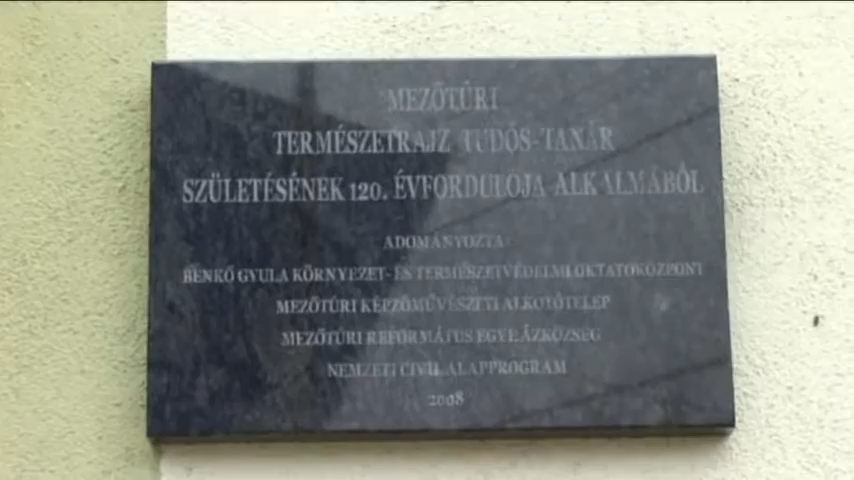 MEZŐTÚRI
TERMÉSZETRAJZ TUDÓS-TANÁR
SZÜLETÉSÉNEK 120. ÉVFORDULÓJA ALKALMÁBÓL
ADOMÁNYOZTA
BENKŐ GYULA KÖRNYEZET- ÉS TERMÉSZETVÉDELMI OKTATÓKÖZPONT
MEZŐTÚRI KÉPZŐMŰVÉSZETI ALKOTÓTELEP
MEZŐTÚRI REFORMÁTUS EGYHÁZKÖZSÉG
NEMZETI CIVIL ALAPPROGRAM
2008